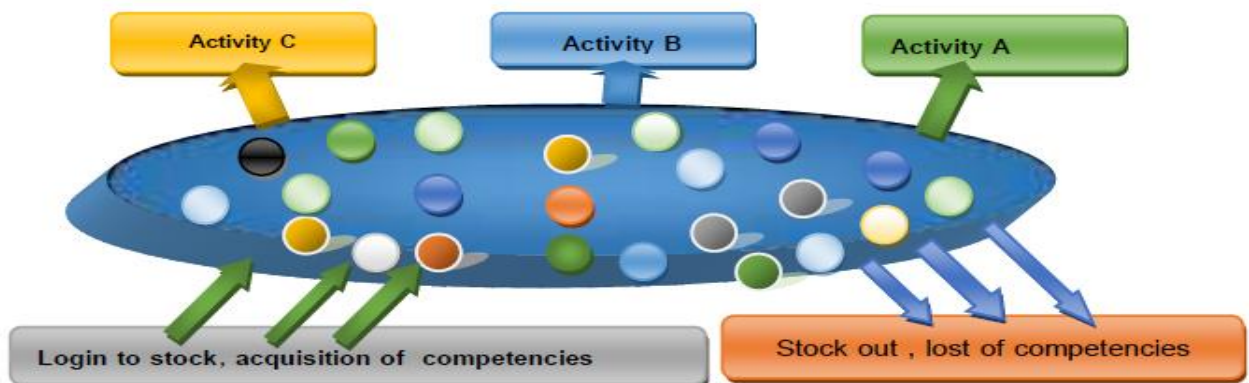 Activity C
Activity B
Activity A
Login to stock, acquisition of competencies
Stock out , lost of competencies